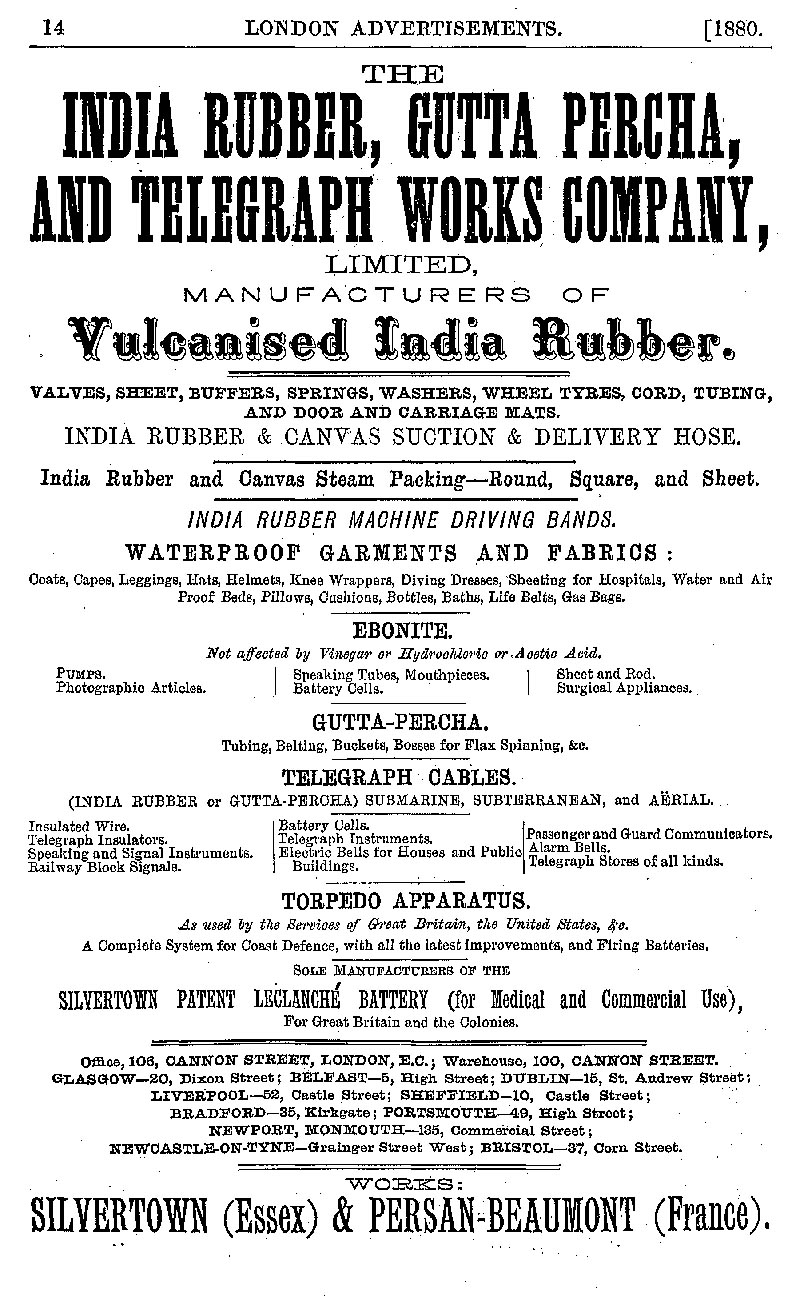 14 LONDON ADVERTISEMENTS. [1880.
THE
INDIA RUBBER, GUTTA PERCHA,
AND TELEGRAPH WORKS COMPANY,
LIMITED,
MANUFACTURERS OF
Vulcanised India Rubber.
VALVES, SHEET, BUFFERS, SPRINGS, WASHERS, WHEEL TYRES, CORD, TUBING,
AND DOOR AND CARRIAGE MATS.
INDIA RUBBER & CANVAS SUCTION & DELIVERY HOSE.
India Rubber and Canvas Steam Packing—Round, Square, and Sheet.
INDIA RUBBER MACHINE DRIVING BANDS.
WATERPROOF GARMENTS AND FABRICS:
Coats, Capes, Leggings, Hats, Helmets, Knee Wrappers, Diving Dresses, Sheeting for Hospitals, Water and Air
Proof Beds, Pillows, Cushions, Bottles, Baths, Life Belts, Gas Bags.
EBONITE.
Not affected by Vinegar or Hydrochloric or Acetic Acid.
PUMPS.
Photographic Articles.
Speaking Tubes, Mouthpieces.
Battery Cells.
Sheet and Rod.
Surgical Appliances.
GUTTA-PERCHA.
Tubing, Belting, Buckets, Bosses for Flax Spinning, &c.
TELEGRAPH CABLES.
(INDIA RUBBER or GUTTA-PERCHA) SUBMARINE, SUBTERRANEAN, and AËRIAL.
Insulated Wire.
Telegraph Insulators.
Speaking and Signal Instruments.
Railway Block Signals.
Battery Cells.
Telegraph Instruments.
Electric Bells for Houses and Public
Buildings.
Passenger and Guard Communicators.
Alarm Bells.
Telegraph Stores of all kinds.
TORPEDO APPARATUS.
As used by the Services of Great Britain, the United States, &c.
A Complete System for Coast Defence, with all the latest Improvements, and Firing Batteries.
SOLE MANUFACTURERS OF THE
SILVERTOWN PATENT LECLANCHÉ BATTERY (for Medical and Commercial Use),
For Great Britain and the Colonies.
Office, 106, CANNON STREET, LONDON, E.C.; Warehouse, 100, CANNON STREET.
GLASGOW—20, Dixon Street; BELFAST—5, High Street; DUBLIN—15, St. Andrew Street;
LIVERPOOL—52, Castle Street; SHEFFIELD—10, Castle Street;
BRADFORD—35, Kirkgate; PORTSMOUTH—49, High Street;
NEWPORT, MONMOUTH—135, Commercial Street;
NEWCASTLE-ON-TYNE—Grainger Street West; BRISTOL—37, Corn Street.
WORKS:
SILVERTOWN (Essex) & PERSAN-BEAUMONT (France).